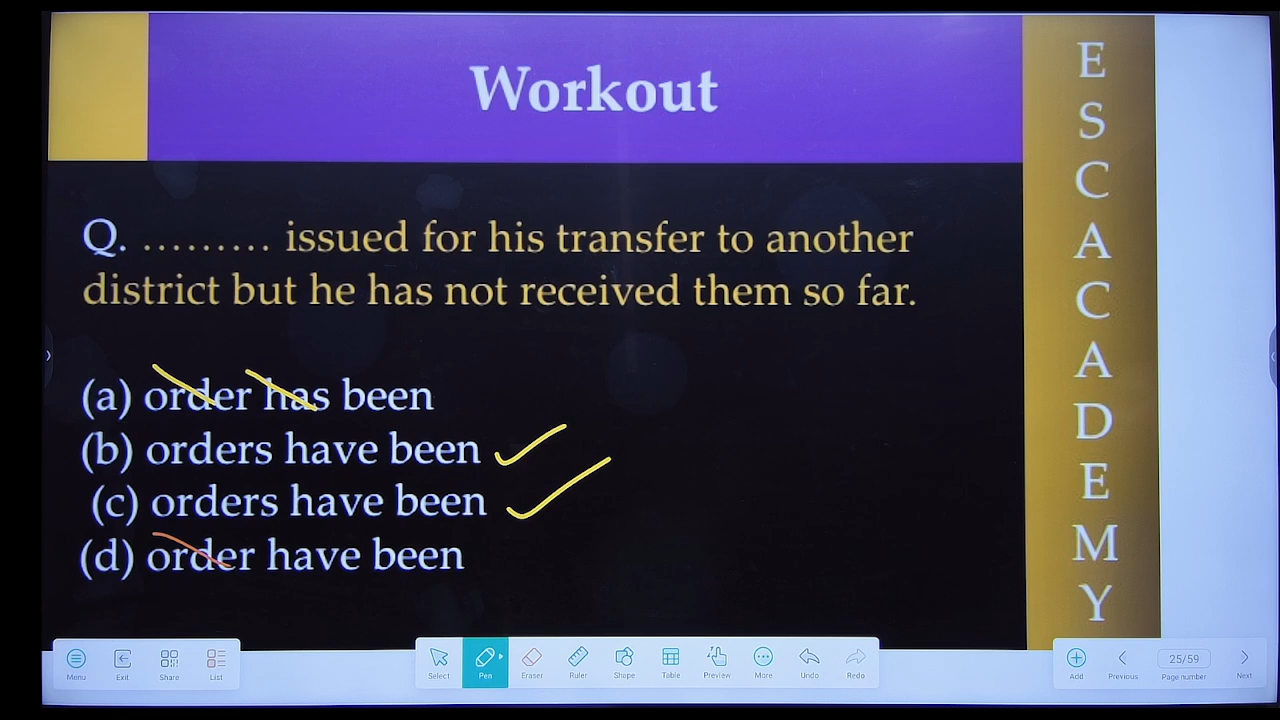 Workout
Q. ......... issued for his transfer to another
district but he has not received them so far.
(a) order has been
(b) orders have been
(c) orders have been
(d) order have been
E
S
C
A
C
A
D
E
M
Y
Menu
Exit
Share
List
Select
Pen
Eraser
Ruler
Shape
Table
Preview
More
Undo
Redo
Add
Previous
25/59
Page number
Next